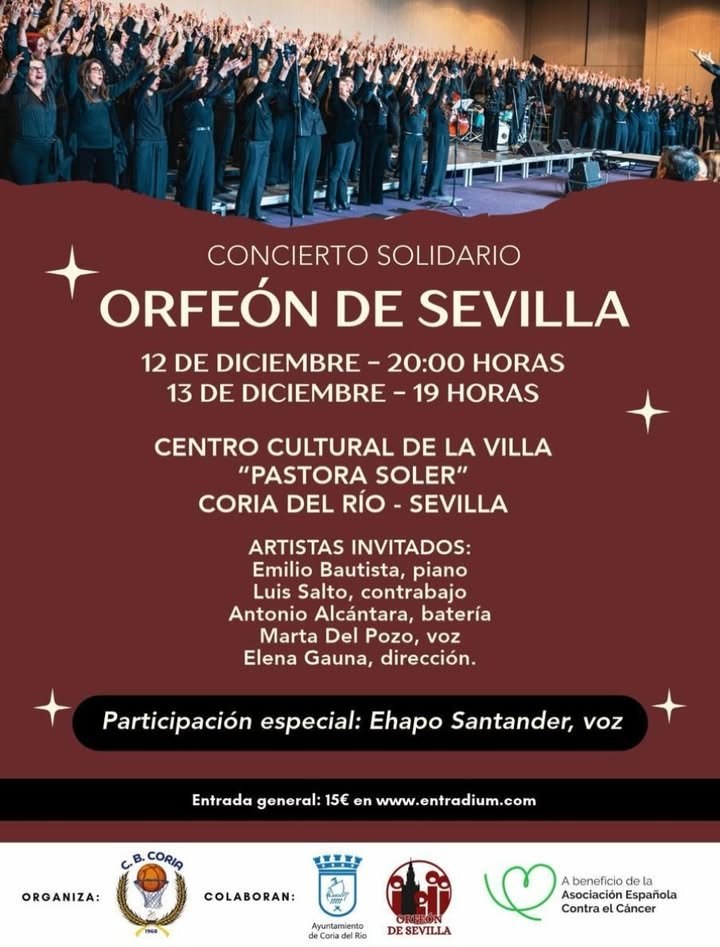 CONCIERTO SOLIDARIO
ORFEÓN DE SEVILLA
12 DE DICIEMBRE – 20:00 HORAS
13 DE DICIEMBRE – 19 HORAS
CENTRO CULTURAL DE LA VILLA
“PASTORA SOLER”
CORIA DEL RÍO - SEVILLA
ARTISTAS INVITADOS:
Emilio Bautista, piano
Luis Salto, contrabajo
Antonio Alcántara, batería
Marta Del Pozo, voz
Elena Gauna, dirección.
Participación especial: Ehapo Santander, voz
Entrada general: 15€ en www.entradium.com
ORGANIZA:
C. B. CORIA
1968
COLABORAN:
Ayuntamiento
de Coria del Río
ORFEÓN
DE SEVILLA
A beneficio de la
Asociación Española
Contra el Cáncer